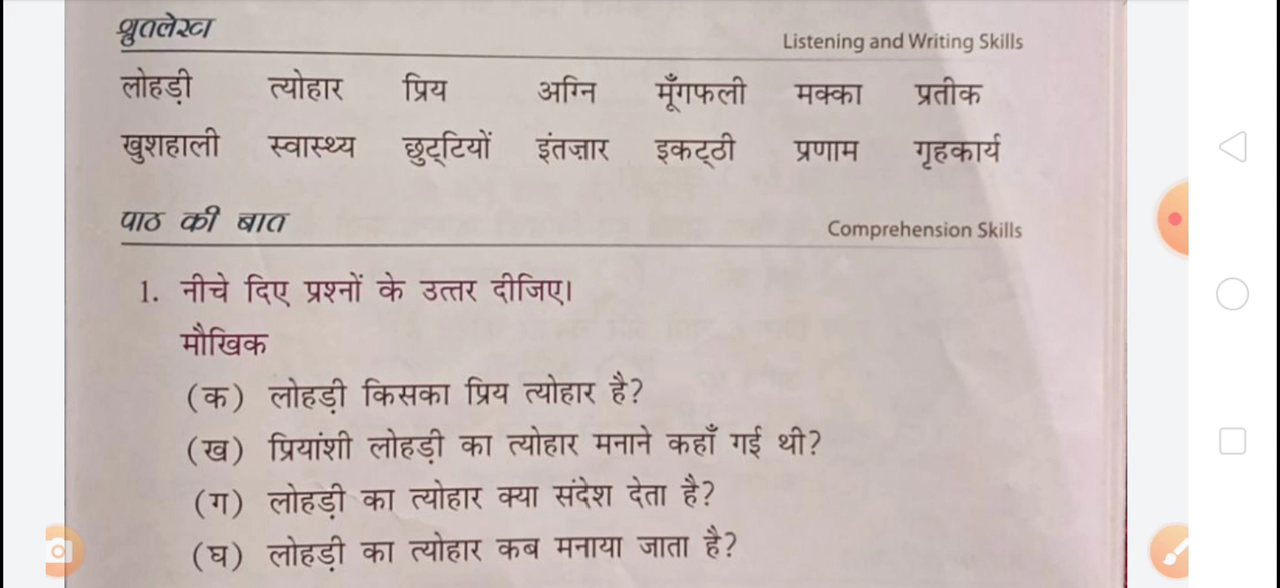 श्रुतलेख
Listening and Writing Skills
लोहड़ी त्योहार प्रिय अग्नि मूँगफली मक्का प्रतीक
खुशहाली स्वास्थ्य छुट्टियों इंतज़ार इकट्ठी प्रणाम गृहकार्य
पाठ की बात
Comprehension Skills
1. नीचे दिए प्रश्नों के उत्तर दीजिए।
मौखिक
(क) लोहड़ी किसका प्रिय त्योहार है?
(ख) प्रियांशी लोहड़ी का त्योहार मनाने कहाँ गई थी?
(ग) लोहड़ी का त्योहार क्या संदेश देता है?
(घ) लोहड़ी का त्योहार कब मनाया जाता है?